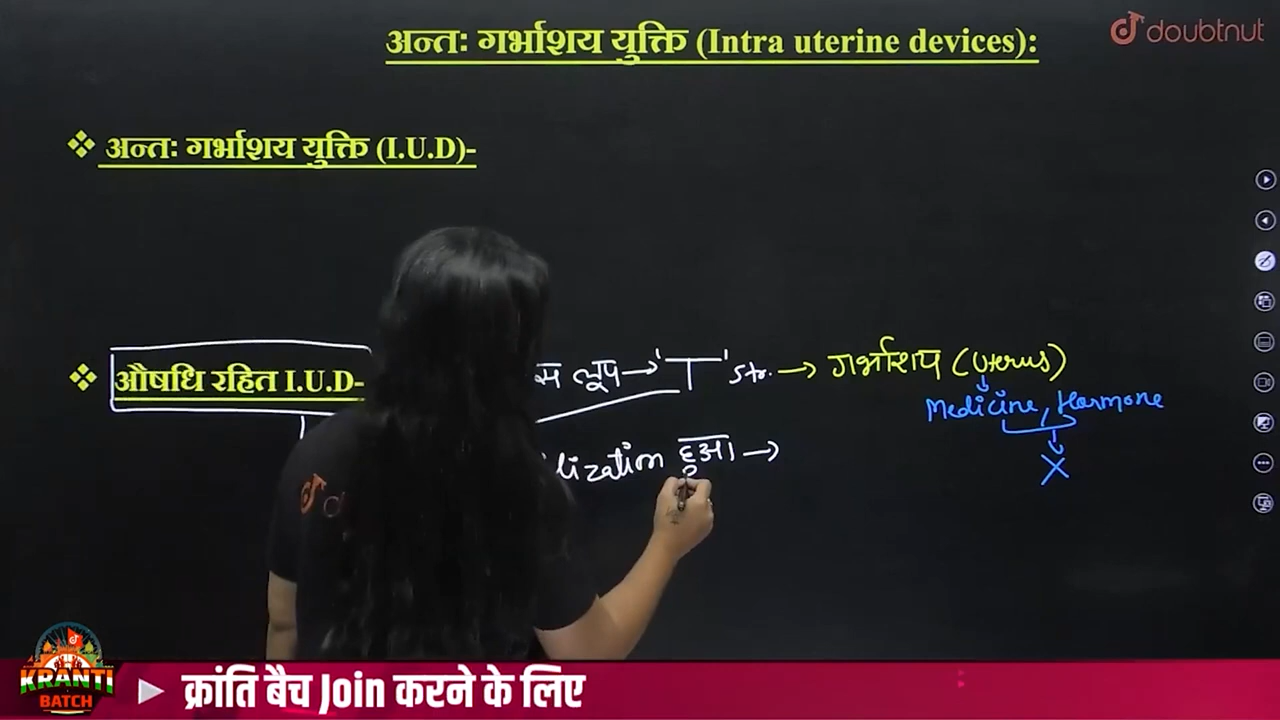 अन्तः गर्भाशय युक्ति (Intra uterine devices):
doubtnut
❖ अन्तः गर्भाशय युक्ति (I.U.D)-
❖ औषधि रहित I.U.D-
लूप → 'T' Str. → गर्भाशय (Uterus)
Medicine, Hormone
X
lization हुआ →
KRANTI
BATCH
क्रांति बैच Join करने के लिए